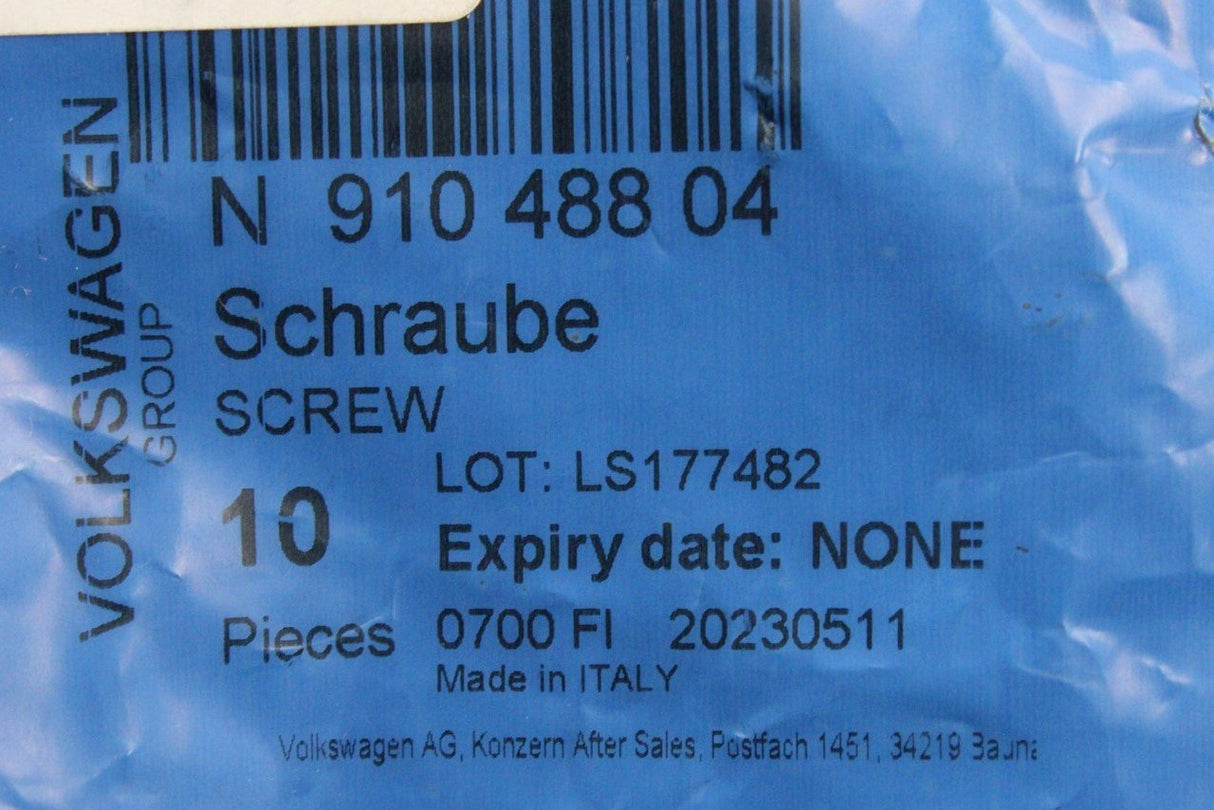 VOLKSWAGEN
GROUP
N 910 488 04
Schraube
SCREW
LOT: LS177482
10
Expiry date: NONE
Pieces
0700 FI 20230511
Made in ITALY
Volkswagen AG, Konzern After Sales, Postfach 1451, 34219